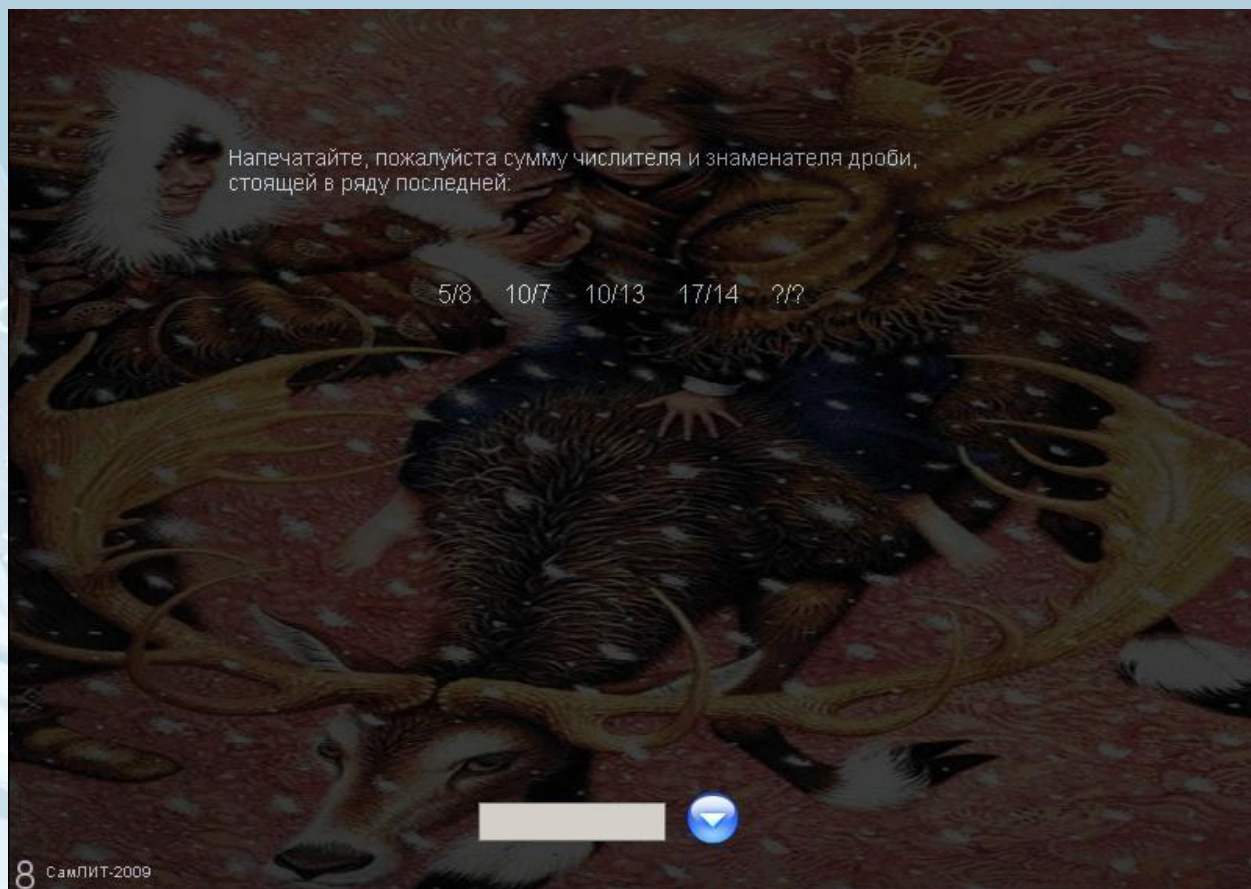 Напечатайте, пожалуйста сумму числителя и знаменателя дроби,
стоящей в ряду последней:
5/8 10/7 10/13 17/14 ?/?
8 СамЛИТ-2009